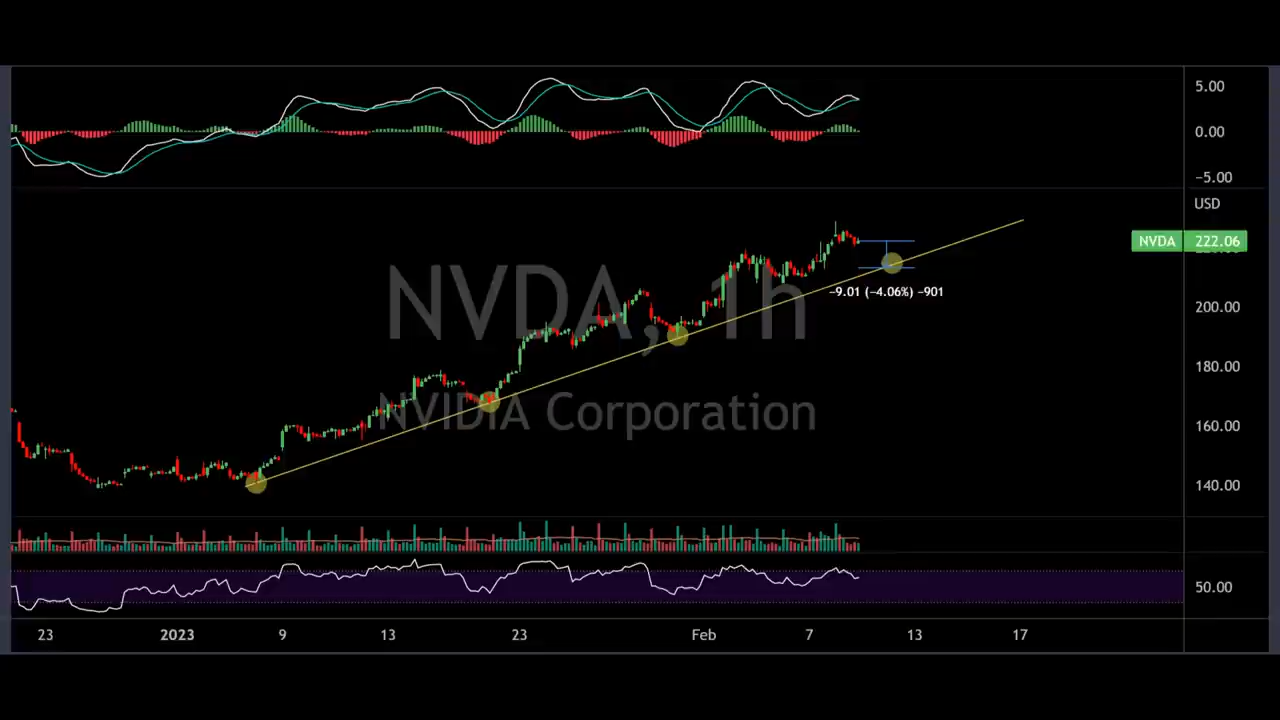 5.00
0.00
−5.00
USD
NVDA 222.06
200.00
180.00
160.00
140.00
NVDA, 1h
NVIDIA Corporation
−9.01 (−4.06%) −901
50.00
23 2023 9 13 23 Feb 7 13 17